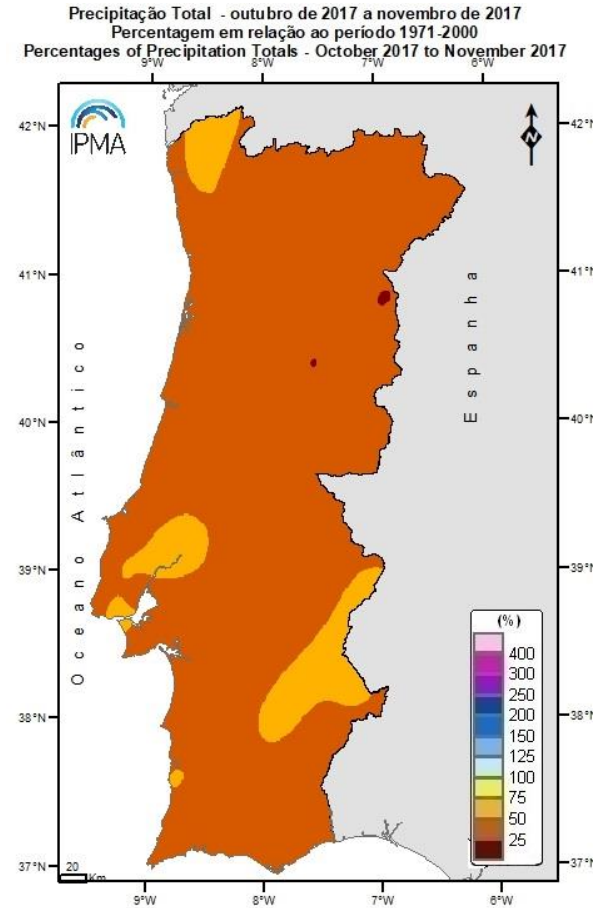 Precipitação Total - outubro de 2017 a novembro de 2017
Percentagem em relação ao período 1971-2000
Percentages of Precipitation Totals - October 2017 to November 2017
9°W 8°W 7°W 6°W
IPMA
N
42°N 42°N
41°N 41°N
40°N 40°N
39°N 39°N
38°N 38°N
37°N 37°N
Oceano Atlântico
Espanha
(%)
400
300
250
200
150
125
100
75
50
25
20
Km
9°W 8°W 7°W 6°W